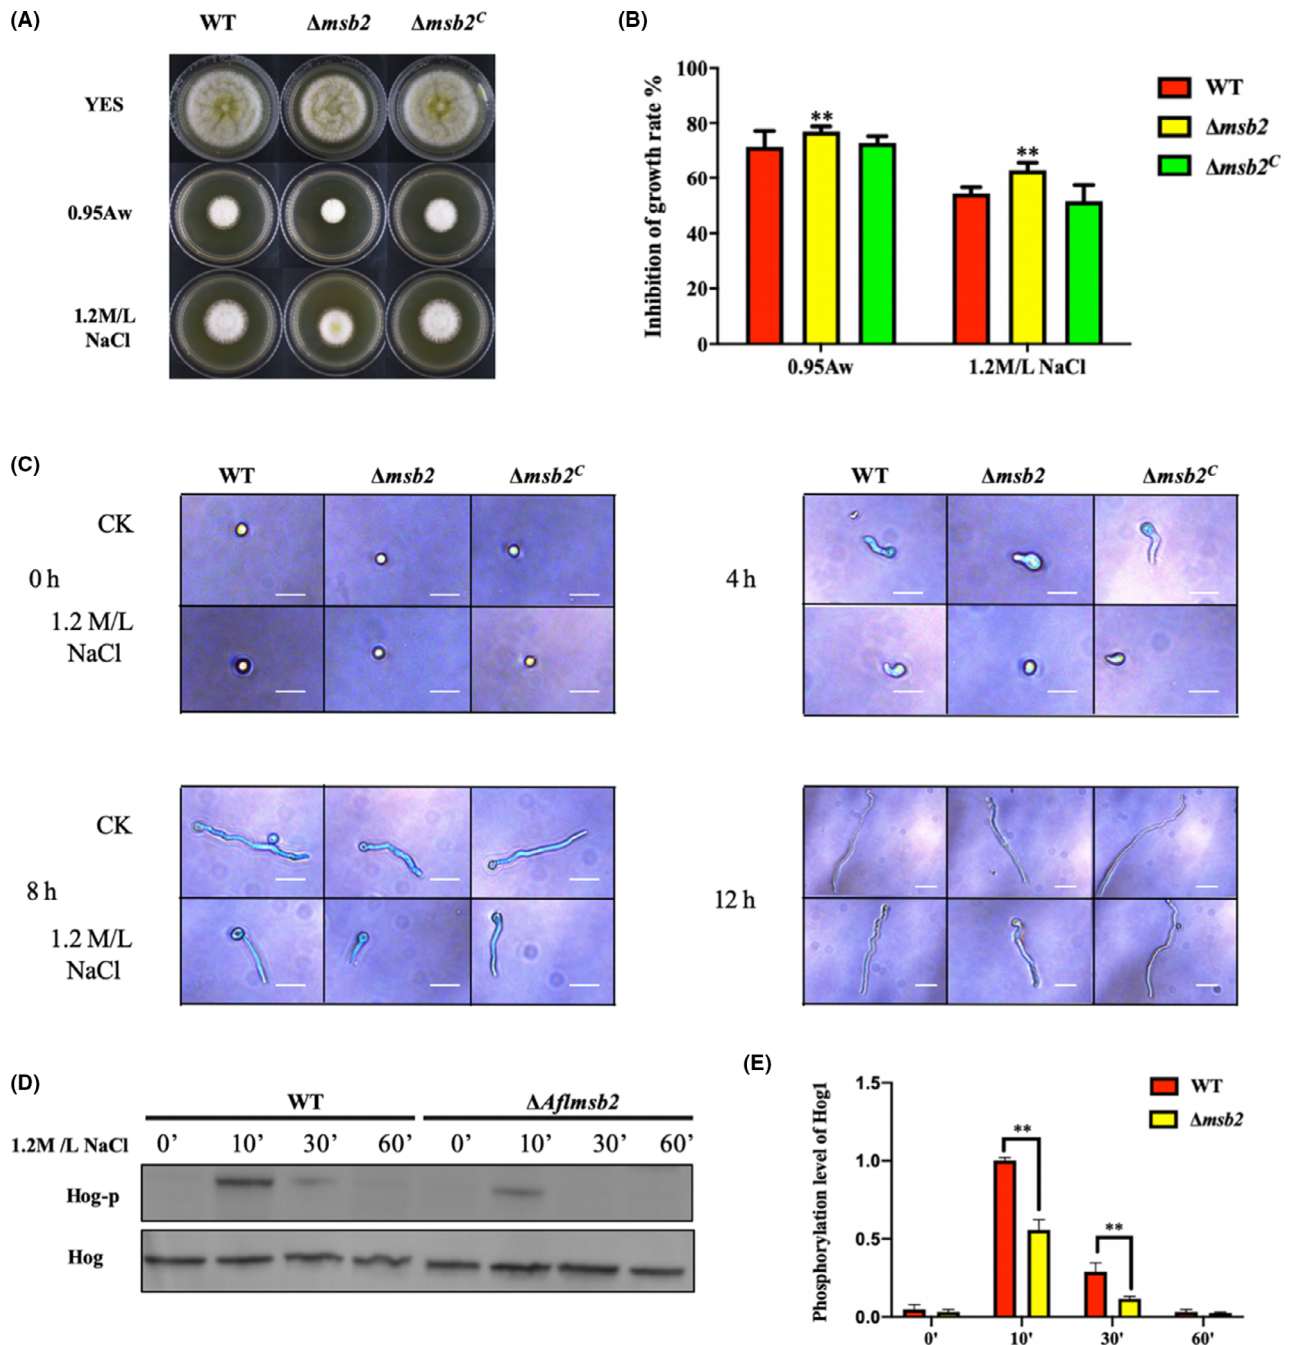 (A)
WT Δmsb2 Δmsb2ᶜ
YES
0.95Aw
1.2M/L
NaCl
(B)
Inhibition of growth rate %
100
80
60
40
20
0
** **
0.95Aw 1.2M/L NaCl
WT
Δmsb2
Δmsb2ᶜ
(C)
WT Δmsb2 Δmsb2ᶜ
CK
0 h
1.2 M/L
NaCl
WT Δmsb2 Δmsb2ᶜ
4 h
CK
8 h
1.2 M/L
NaCl
12 h
(D)
WT ΔAflmsb2
1.2M /L NaCl 0’ 10’ 30’ 60’ 0’ 10’ 30’ 60’
Hog-p
Hog
(E)
Phosphorylation level of Hog1
1.5
1.0
0.5
0.0
** **
0' 10' 30' 60'
WT
Δmsb2